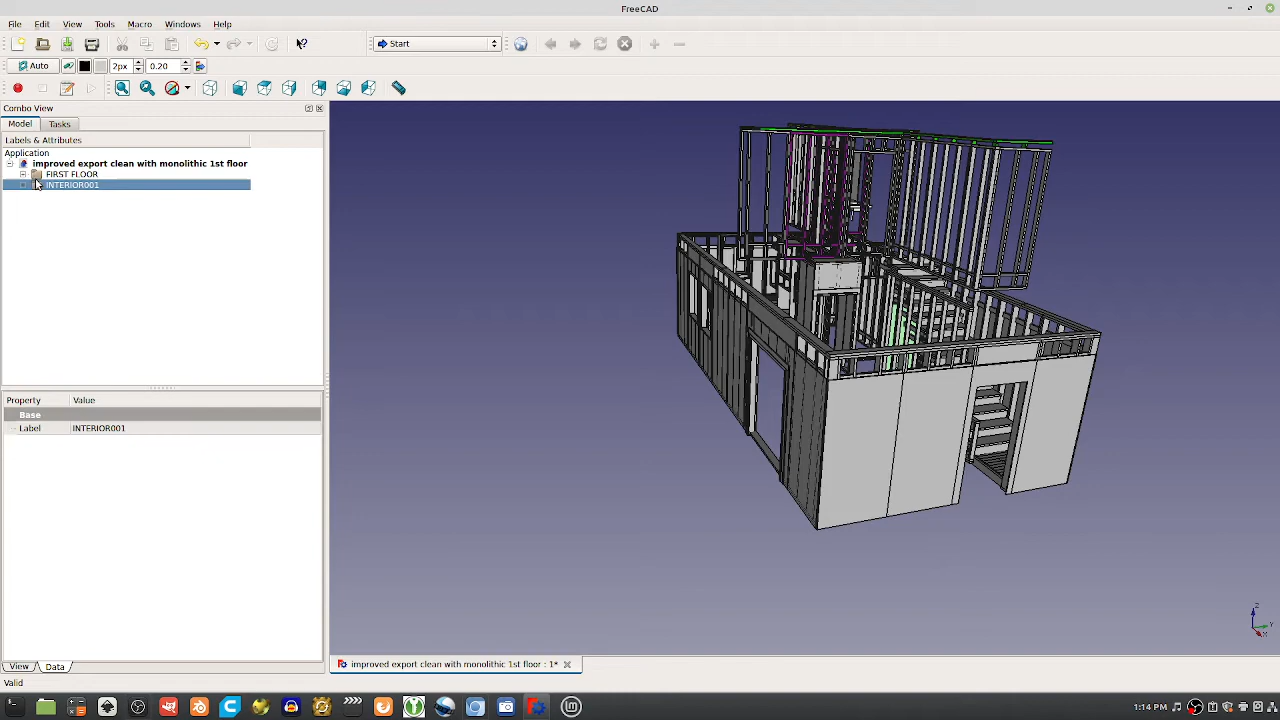 FreeCAD
File Edit View Tools Macro Windows Help
Start
Auto 2px 0.20
Combo View
Model Tasks
Labels & Attributes
Application
improved export clean with monolithic 1st floor
FIRST FLOOR
INTERIOR001
Property Value
Base
Label INTERIOR001
Z
Y
X
View Data
improved export clean with monolithic 1st floor : 1*
Valid
1:14 PM